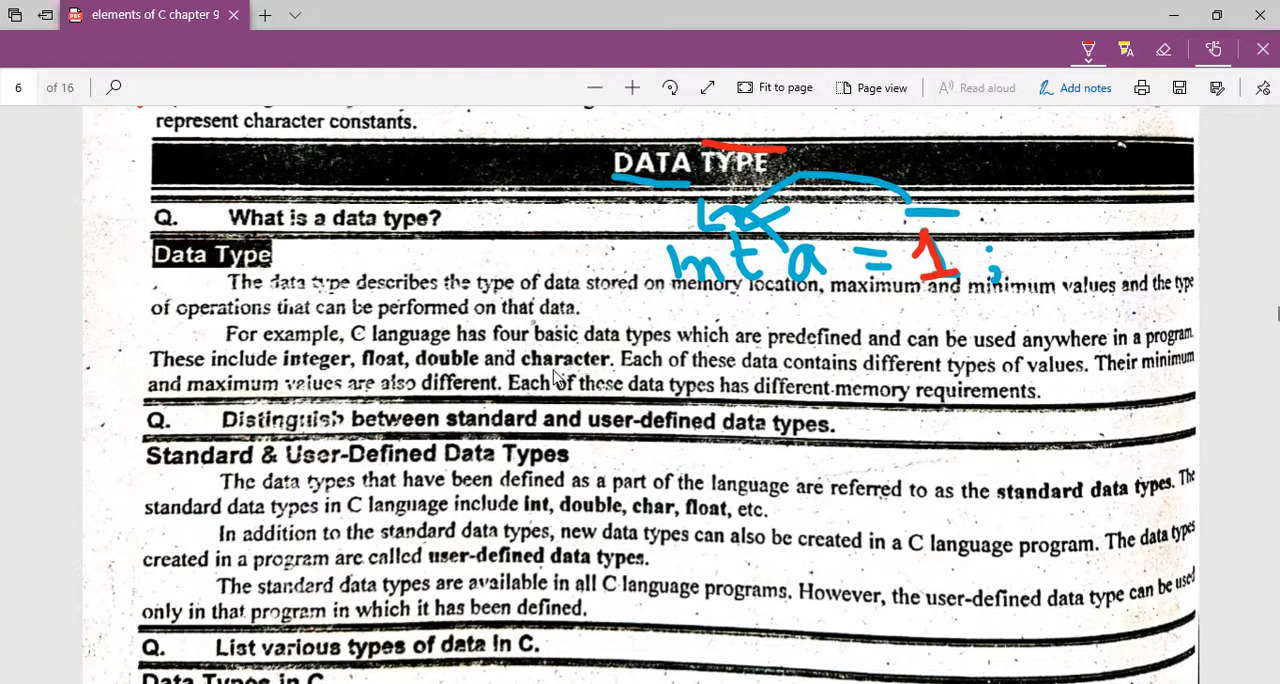 elements of C chapter 9
6 of 16
Fit to page
Page view
Read aloud
Add notes
represent character constants.
DATA TYPE
Q. What is a data type?
int a = 1 ;
Data Type
The data type describes the type of data stored on memory location, maximum and minimum values and the type
of operations that can be performed on that data.
For example, C language has four basic data types which are predefined and can be used anywhere in a program.
These include integer, float, double and character. Each of these data contains different types of values. Their minimum
and maximum values are also different. Each of these data types has different memory requirements.
Q. Distinguish between standard and user-defined data types.
Standard & User-Defined Data Types
The data types that have been defined as a part of the language are referred to as the standard data types. The
standard data types in C language include int, double, char, float, etc.
In addition to the standard data types, new data types can also be created in a C language program. The data types
created in a program are called user-defined data types.
The standard data types are available in all C language programs. However, the user-defined data type can be used
only in that program in which it has been defined.
Q. List various types of data in C.
Data Types in C